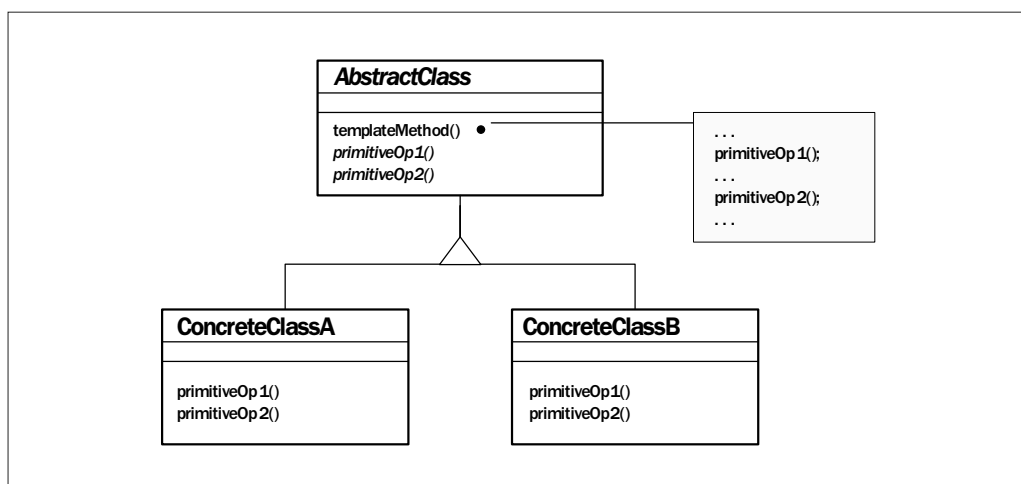 AbstractClass
templateMethod()
primitiveOp1()
primitiveOp2()
. . .
primitiveOp1();
. . .
primitiveOp2();
. . .
ConcreteClassA
primitiveOp1()
primitiveOp2()
ConcreteClassB
primitiveOp1()
primitiveOp2()